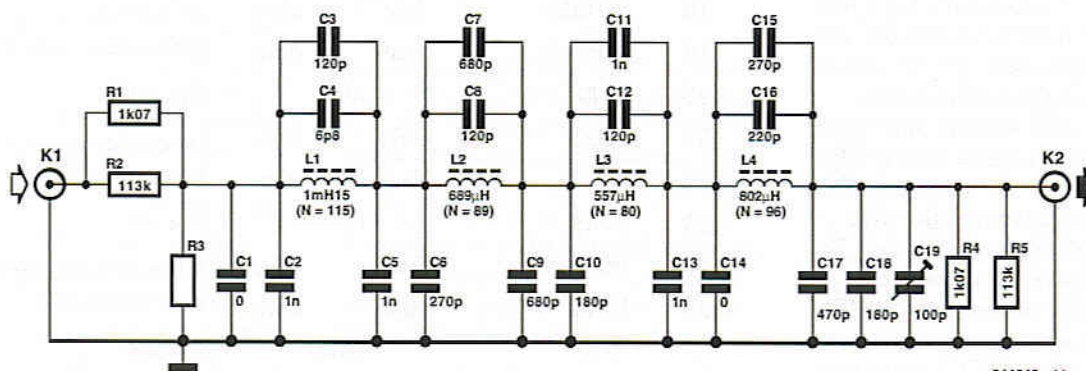 C3
120p
C7
680p
C11
1n
C15
270p
R1
1k07
C4
6p8
C8
120p
C12
120p
C16
220p
K1
R2
113k
L1
1mH15
(N = 115)
L2
689µH
(N = 89)
L3
557µH
(N = 80)
L4
802µH
(N = 96)
K2
R3
C1
0
C2
1n
C5
1n
C6
270p
C9
680p
C10
180p
C13
1n
C14
0
C17
470p
C18
180p
C19
100p
R4
1k07
R5
113k